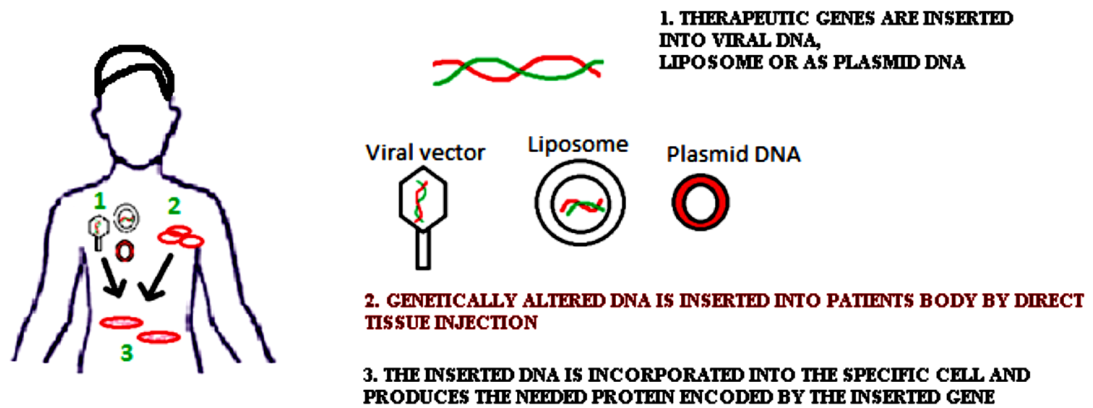 1. THERAPEUTIC GENES ARE INSERTED
INTO VIRAL DNA,
LIPOSOME OR AS PLASMID DNA
Viral vector
Liposome
Plasmid DNA
1
2
3
2. GENETICALLY ALTERED DNA IS INSERTED INTO PATIENTS BODY BY DIRECT
TISSUE INJECTION
3. THE INSERTED DNA IS INCORPORATED INTO THE SPECIFIC CELL AND
PRODUCES THE NEEDED PROTEIN ENCODED BY THE INSERTED GENE